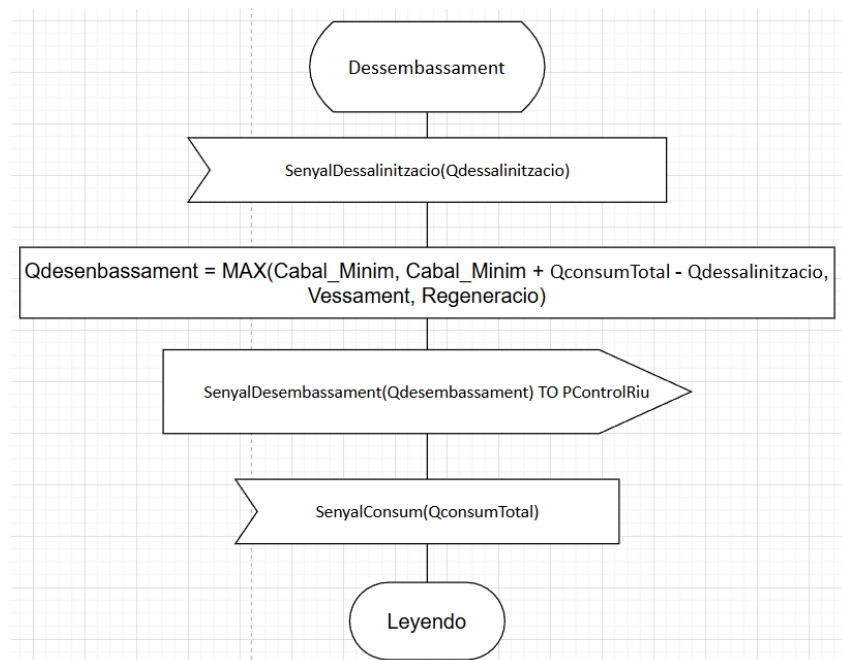 Dessembassament
SenyalDessalinitzacio(Qdessalinitzacio)
Qdesenbassament = MAX(Cabal_Minim, Cabal_Minim + QconsumTotal - Qdessalinitzacio,
Vessament, Regeneracio)
SenyalDesembassament(Qdesembassament) TO PControlRiu
SenyalConsum(QconsumTotal)
Leyendo